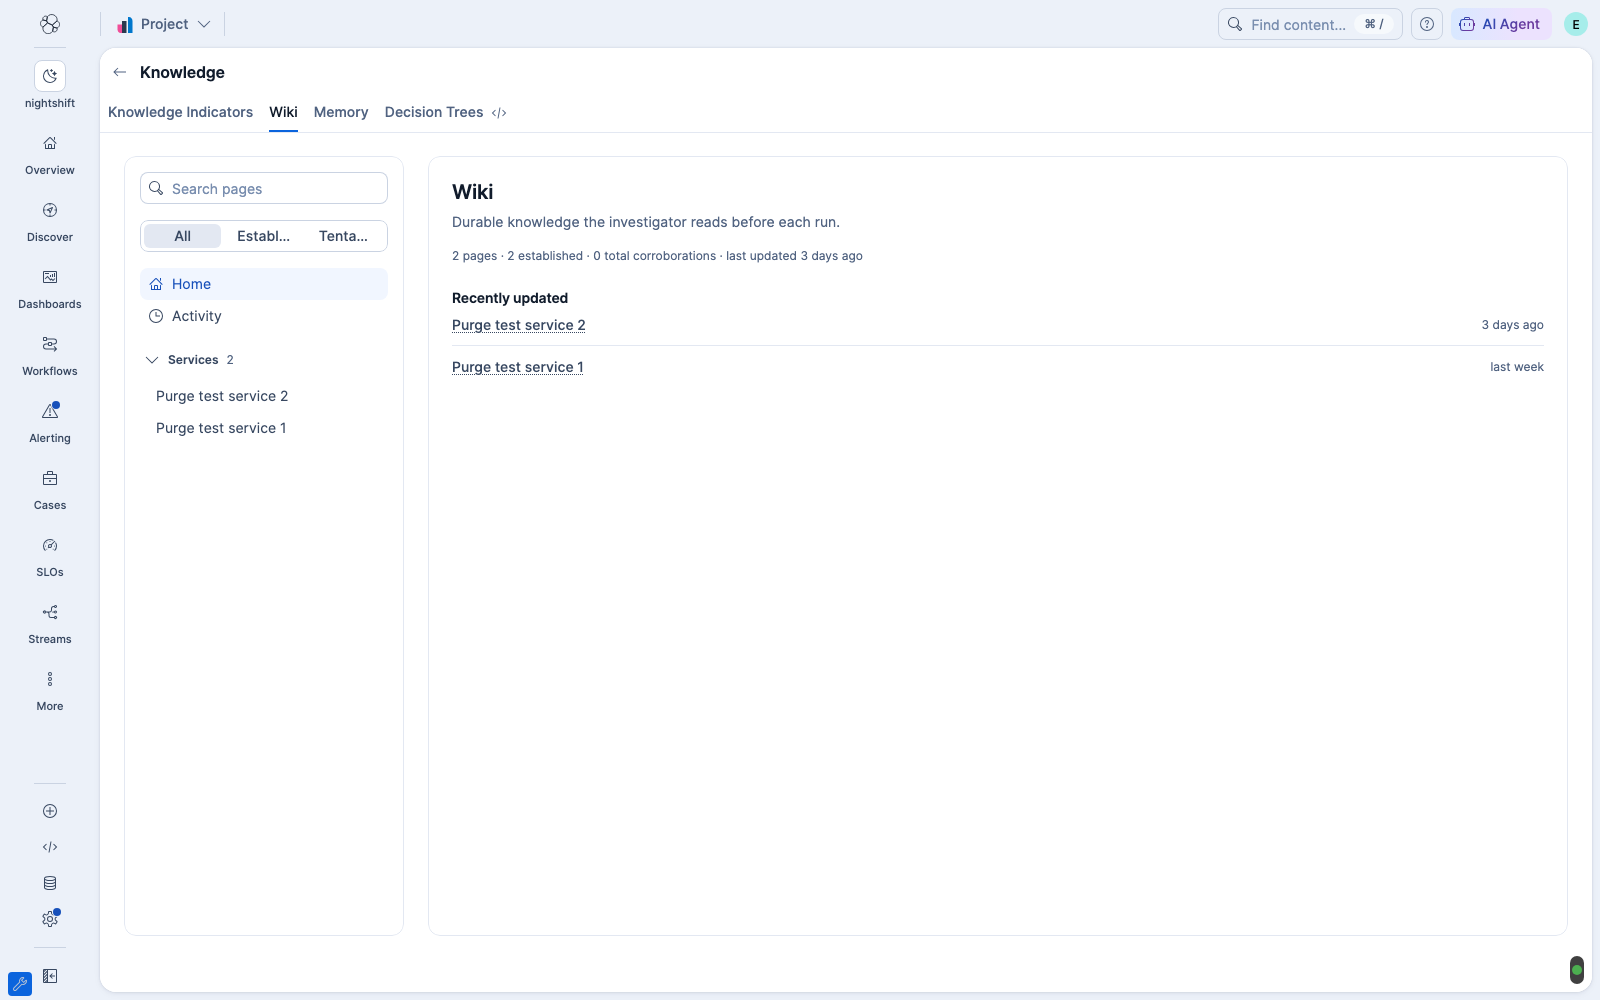 Project
Find content...
⌘ /
AI Agent
E
nightshift
Overview
Discover
Dashboards
Workflows
Alerting
Cases
SLOs
Streams
More
Knowledge
Knowledge Indicators
Wiki
Memory
Decision Trees
Search pages
All
Establ...
Tenta...
Home
Activity
Services 2
Purge test service 2
Purge test service 1
Wiki
Durable knowledge the investigator reads before each run.
2 pages · 2 established · 0 total corroborations · last updated 3 days ago
Recently updated
Purge test service 2
3 days ago
Purge test service 1
last week